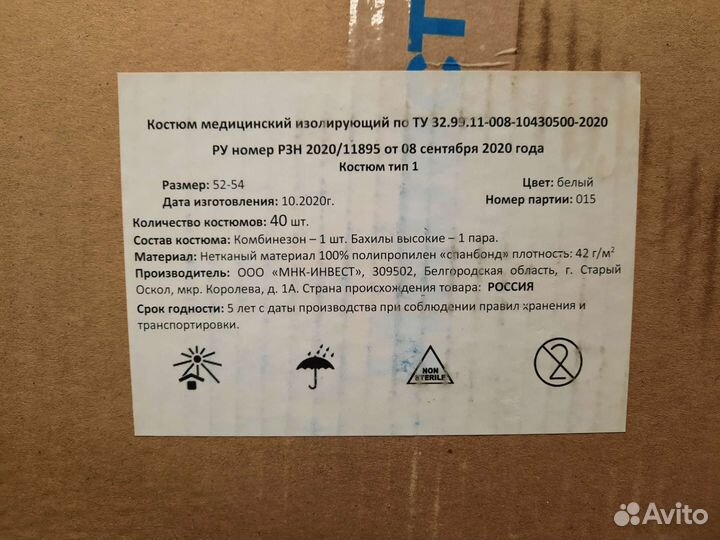 СТ
Костюм медицинский изолирующий по ТУ 32.99.11-008-10430500-2020
РУ номер РЗН 2020/11895 от 08 сентября 2020 года
Костюм тип 1
Размер: 52-54 Цвет: белый
Дата изготовления: 10.2020г. Номер партии: 015
Количество костюмов: 40 шт.
Состав костюма: Комбинезон – 1 шт. Бахилы высокие – 1 пара.
Материал: Нетканый материал 100% полипропилен «спанбонд» плотность: 42 г/м²
Производитель: ООО «МНК-ИНВЕСТ», 309502, Белгородская область, г. Старый
Оскол, мкр. Королева, д. 1А. Страна происхождения товара: РОССИЯ
Срок годности: 5 лет с даты производства при соблюдении правил хранения и
транспортировки.
NON
STERILE
2
Avito